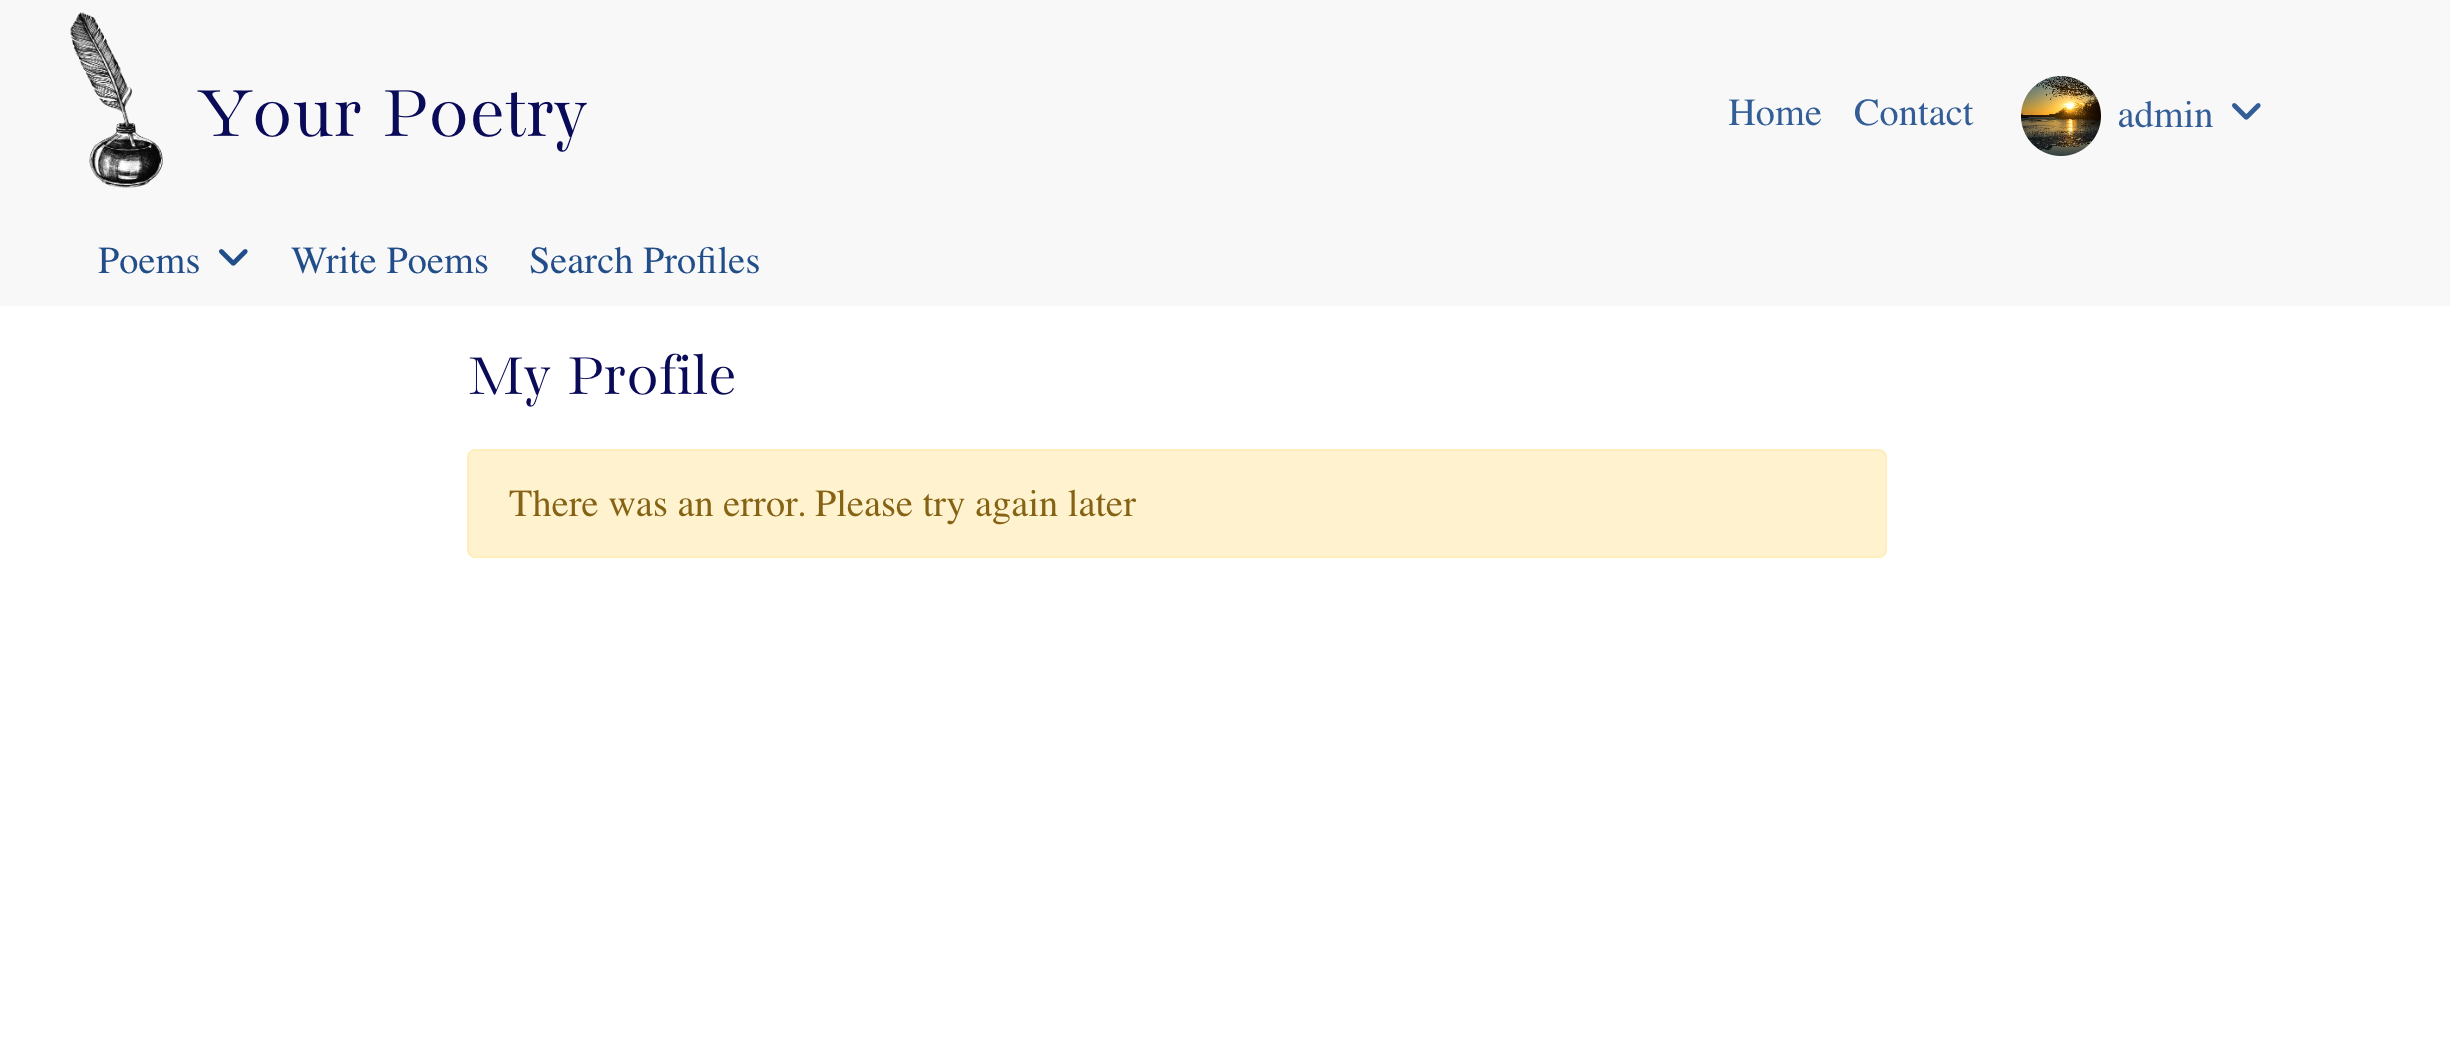 Your Poetry
Home Contact admin
Poems Write Poems Search Profiles
My Profile
There was an error. Please try again later